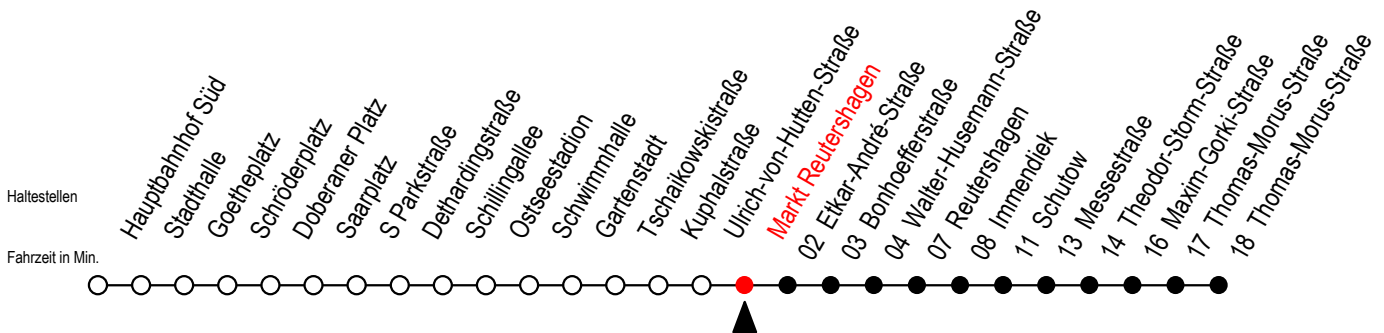 Haltestellen
Fahrzeit in Min.
Hauptbahnhof Süd
Stadthalle
Goetheplatz
Schröderplatz
Doberaner Platz
Saarplatz
S Parkstraße
Dethardingstraße
Schillingallee
Ostseestadion
Schwimmhalle
Gartenstadt
Tschaikowskistraße
Kuphalstraße
Ulrich-von-Hutten-Straße
Markt Reutershagen
02 Etkar-André-Straße
03 Bonhoefferstraße
04 Walter-Husemann-Straße
07 Reutershagen
08 Immendiek
11 Schutow
13 Messestraße
14 Theodor-Storm-Straße
16 Maxim-Gorki-Straße
17 Thomas-Morus-Straße
18 Thomas-Morus-Straße